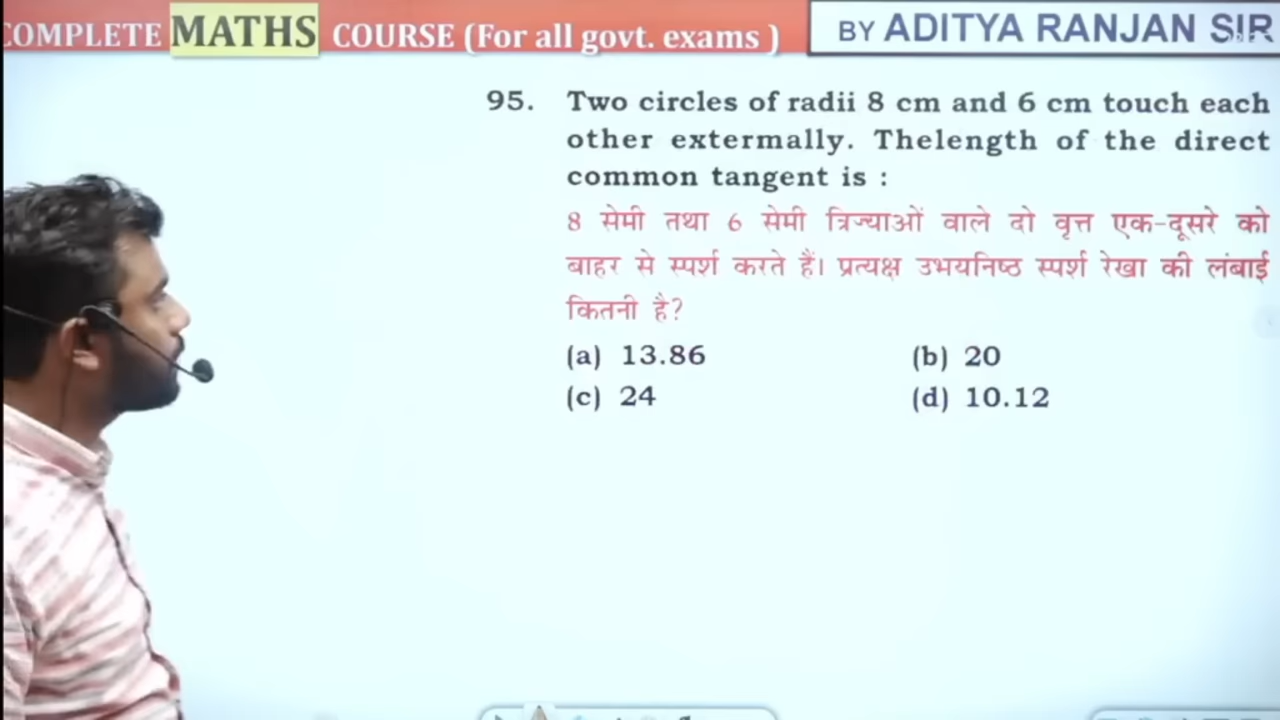 COMPLETE MATHS COURSE (For all govt. exams )
BY ADITYA RANJAN SIR
95. Two circles of radii 8 cm and 6 cm touch each
other extermally. Thelength of the direct
common tangent is :
8 सेमी तथा 6 सेमी त्रिज्याओं वाले दो वृत्त एक-दूसरे को
बाहर से स्पर्श करते हैं। प्रत्यक्ष उभयनिष्ठ स्पर्श रेखा की लंबाई
कितनी है?
(a) 13.86 (b) 20
(c) 24 (d) 10.12